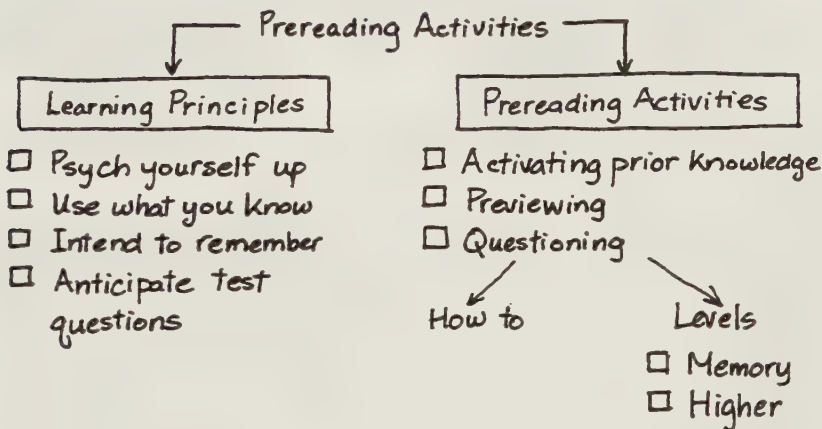 Prereading Activities
Learning Principles
Psych yourself up
Use what you know
Intend to remember
Anticipate test
questions
Prereading Activities
Activating prior knowledge
Previewing
Questioning
How to
Levels
Memory
Higher